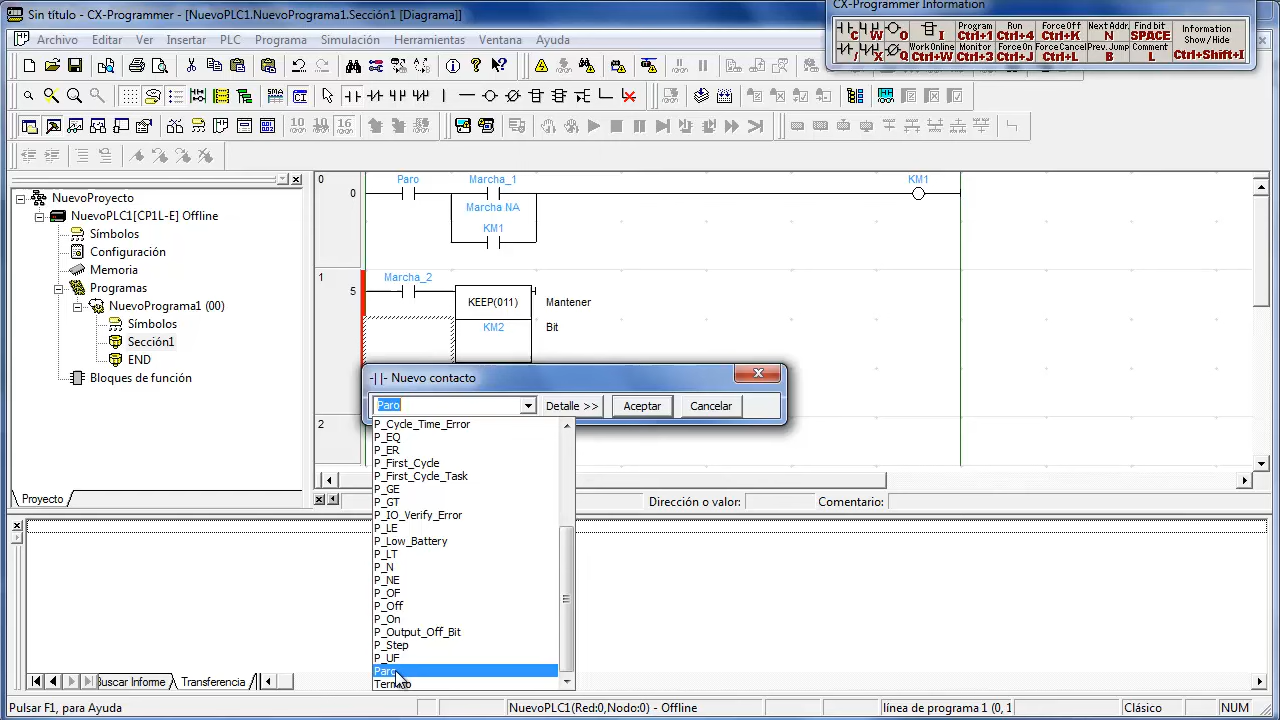 Sin título - CX-Programmer - [NuevoPLC1.NuevoPrograma1.Sección1 [Diagrama]]
CX-Programmer Information
Archivo Editar Ver Insertar PLC Programa Simulación Herramientas Ventana Ayuda
C W O I Program Ctrl+1 Run Ctrl+4 Force Off Ctrl+K Next Addr. N Find bit SPACE Information Show/Hide Ctrl+Shift+I
/ X Q Work Online Ctrl+W Monitor Ctrl+3 Force On Ctrl+J Force Cancel Ctrl+L Prev. Jump B Comment L
10 10 16
NuevoProyecto
NuevoPLC1[CP1L-E] Offline
Símbolos
Configuración
Memoria
Programas
NuevoPrograma1 (00)
Símbolos
Sección1
END
Bloques de función
Proyecto
0
0
Paro Marcha_1 KM1
Marcha NA
KM1
1
5
Marcha_2
KEEP(011) Mantener
KM2 Bit
2
-| |- Nuevo contacto
Paro Detalle >> Aceptar Cancelar
P_Cycle_Time_Error
P_EQ
P_ER
P_First_Cycle
P_First_Cycle_Task
P_GE
P_GT
P_IO_Verify_Error
P_LE
P_Low_Battery
P_LT
P_N
P_NE
P_OF
P_Off
P_On
P_Output_Off_Bit
P_Step
P_UF
Paro
Dirección o valor: Comentario:
Buscar Informe Transferencia
Pulsar F1, para Ayuda NuevoPLC1(Red:0,Nodo:0) - Offline línea de programa 1 (0, 1 Clásico NUM